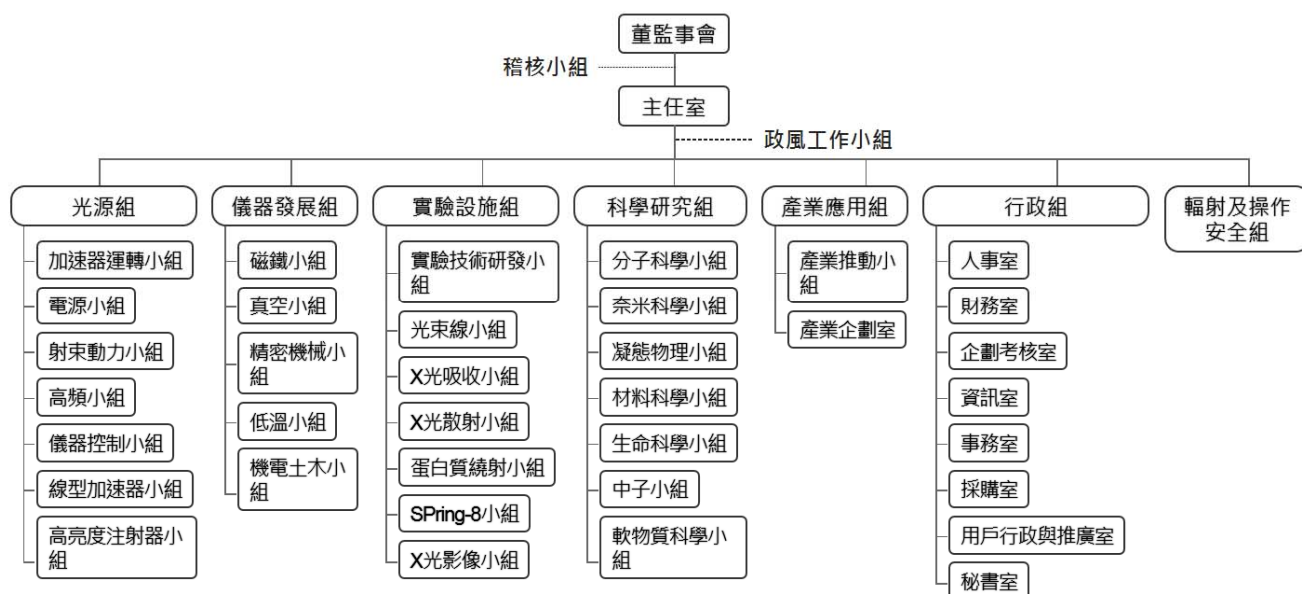 董監事會
稽核小組
主任室
政風工作小組
光源組
加速器運轉小組
電源小組
射束動力小組
高頻小組
儀器控制小組
線型加速器小組
高亮度注射器小
組
儀器發展組
磁鐵小組
真空小組
精密機械小
組
低溫小組
機電土木小
組
實驗設施組
實驗技術研發小
組
光束線小組
X光吸收小組
X光散射小組
蛋白質繞射小組
SPring-8小組
X光影像小組
科學研究組
分子科學小組
奈米科學小組
凝態物理小組
材料科學小組
生命科學小組
中子小組
軟物質科學小
組
產業應用組
產業推動小
組
產業企劃室
行政組
人事室
財務室
企劃考核室
資訊室
事務室
採購室
用戶行政與推廣室
秘書室
輻射及操作
安全組